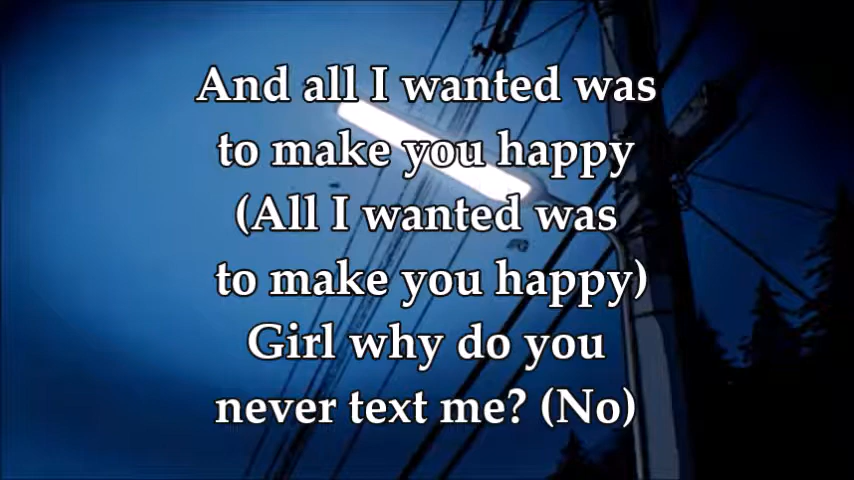 And all I wanted was
to make you happy
(All I wanted was
to make you happy)
Girl why do you
never text me? (No)